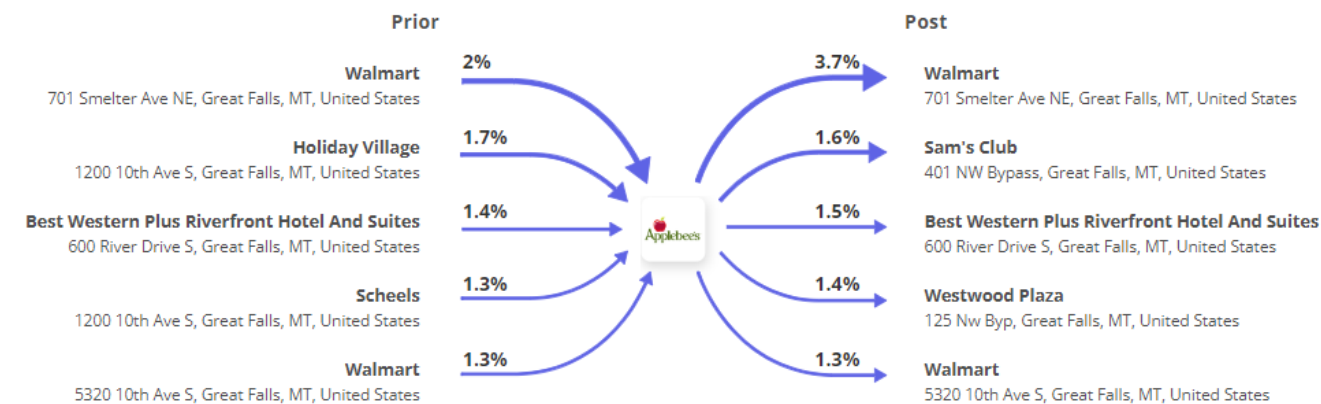 Prior
Post
2%
3.7%
Walmart
701 Smelter Ave NE, Great Falls, MT, United States
Walmart
701 Smelter Ave NE, Great Falls, MT, United States
1.7%
1.6%
Holiday Village
1200 10th Ave S, Great Falls, MT, United States
Sam's Club
401 NW Bypass, Great Falls, MT, United States
1.4%
1.5%
Best Western Plus Riverfront Hotel And Suites
600 River Drive S, Great Falls, MT, United States
Applebee's
Best Western Plus Riverfront Hotel And Suites
600 River Drive S, Great Falls, MT, United States
1.3%
1.4%
Scheels
1200 10th Ave S, Great Falls, MT, United States
Westwood Plaza
125 Nw Byp, Great Falls, MT, United States
1.3%
1.3%
Walmart
5320 10th Ave S, Great Falls, MT, United States
Walmart
5320 10th Ave S, Great Falls, MT, United States